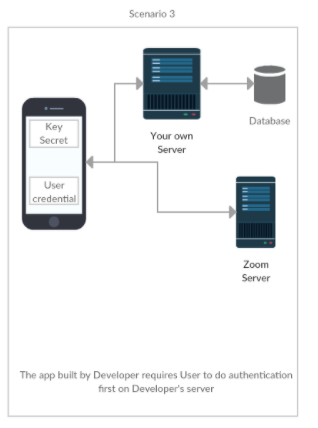 Scenario 3
Key
Secret
User
credential
Your own
Server
Database
Zoom
Server
The app built by Developer requires User to do authentication
first on Developer's server